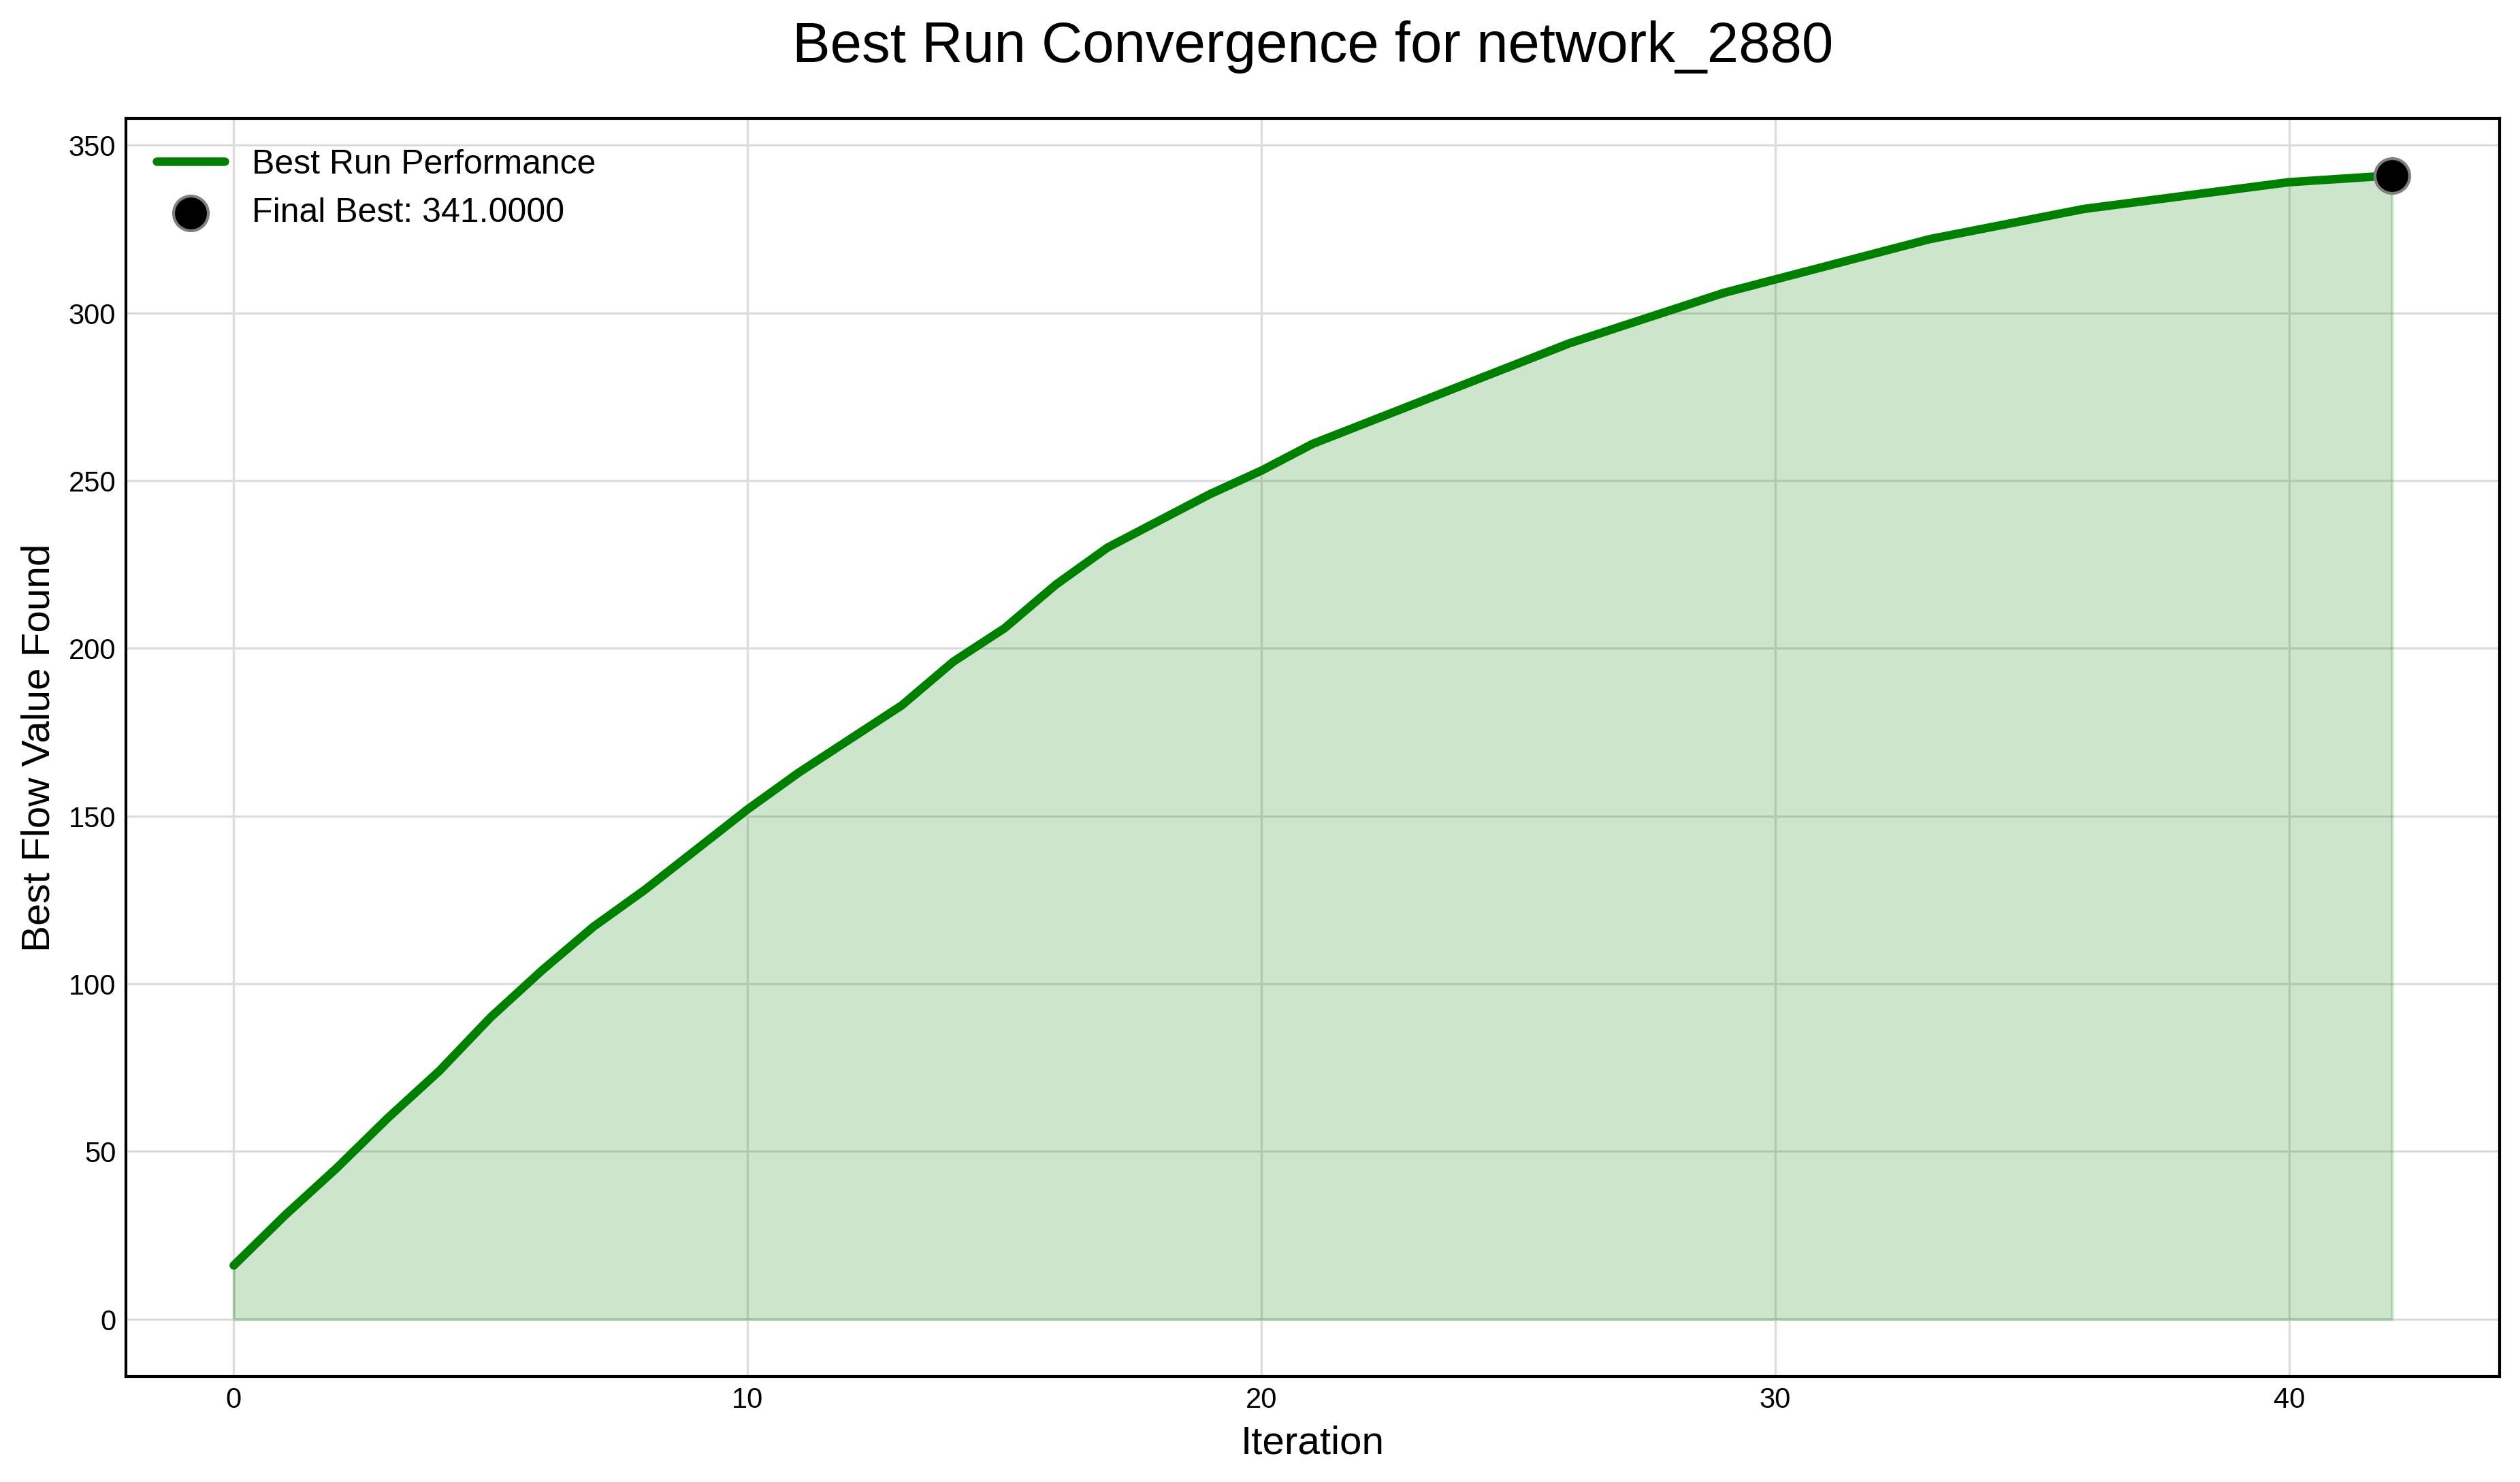 Best Run Convergence for network_2880
Best Run Performance
Final Best: 341.0000
Best Flow Value Found
350
300
250
200
150
100
50
0
0 10 20 30 40
Iteration